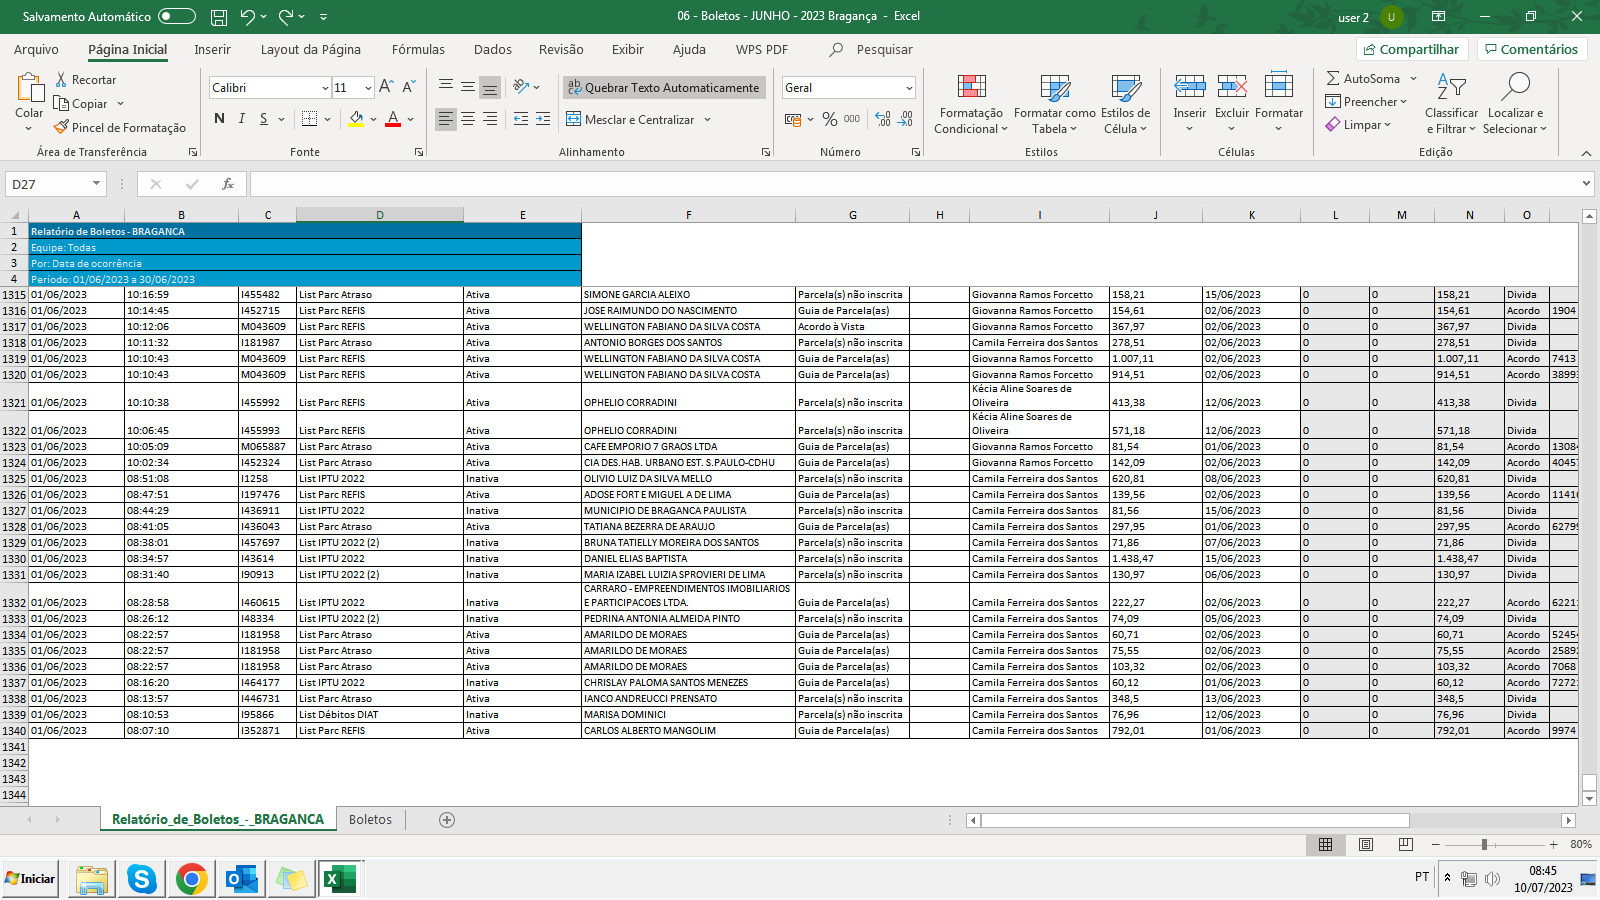 Salvamento Automático
06 - Boletos - JUNHO - 2023 Bragança - Excel
user 2
U
Arquivo Página Inicial Inserir Layout da Página Fórmulas Dados Revisão Exibir Ajuda WPS PDF Pesquisar
Compartilhar Comentários
Colar
Recortar
Copiar
Pincel de Formatação
Área de Transferência
Calibri 11
N I S
Fonte
Quebrar Texto Automaticamente
Mesclar e Centralizar
Alinhamento
Geral
% 000
Número
Formatação Condicional
Formatar como Tabela
Estilos de Célula
Estilos
Inserir Excluir Formatar
Células
AutoSoma
Preencher
Limpar
Classificar e Filtrar
Localizar e Selecionar
Edição
D27
fx
A B C D E F G H I J K L M N O
1 Relatório de Boletos - BRAGANCA
2 Equipe: Todas
3 Por: Data de ocorrência
4 Período: 01/06/2023 a 30/06/2023
1315 01/06/2023 10:16:59 I455482 List Parc Atraso Ativa SIMONE GARCIA ALEIXO Parcela(s) não inscrita Giovanna Ramos Forcetto 158,21 15/06/2023 0 0 158,21 Divida
1316 01/06/2023 10:14:45 I452715 List Parc REFIS Ativa JOSE RAIMUNDO DO NASCIMENTO Guia de Parcela(as) Giovanna Ramos Forcetto 154,61 02/06/2023 0 0 154,61 Acordo 1904
1317 01/06/2023 10:12:06 M043609 List Parc REFIS Ativa WELLINGTON FABIANO DA SILVA COSTA Acordo à Vista Giovanna Ramos Forcetto 367,97 02/06/2023 0 0 367,97 Divida
1318 01/06/2023 10:11:32 I181987 List Parc Atraso Ativa ANTONIO BORGES DOS SANTOS Parcela(s) não inscrita Camila Ferreira dos Santos 278,51 02/06/2023 0 0 278,51 Divida
1319 01/06/2023 10:10:43 M043609 List Parc REFIS Ativa WELLINGTON FABIANO DA SILVA COSTA Guia de Parcela(as) Giovanna Ramos Forcetto 1.007,11 02/06/2023 0 0 1.007,11 Acordo 7413
1320 01/06/2023 10:10:43 M043609 List Parc REFIS Ativa WELLINGTON FABIANO DA SILVA COSTA Guia de Parcela(as) Giovanna Ramos Forcetto 914,51 02/06/2023 0 0 914,51 Acordo 3899
Kécia Aline Soares de
1321 01/06/2023 10:10:38 I455992 List Parc REFIS Ativa OPHELIO CORRADINI Parcela(s) não inscrita Oliveira 413,38 12/06/2023 0 0 413,38 Divida
Kécia Aline Soares de
1322 01/06/2023 10:06:45 I455993 List Parc REFIS Ativa OPHELIO CORRADINI Parcela(s) não inscrita Oliveira 571,18 12/06/2023 0 0 571,18 Divida
1323 01/06/2023 10:05:09 M065887 List Parc Atraso Ativa CAFE EMPORIO 7 GRAOS LTDA Guia de Parcela(as) Giovanna Ramos Forcetto 81,54 01/06/2023 0 0 81,54 Acordo 1308
1324 01/06/2023 10:02:34 I452324 List Parc Atraso Ativa CIA DES.HAB. URBANO EST. S.PAULO-CDHU Guia de Parcela(as) Giovanna Ramos Forcetto 142,09 02/06/2023 0 0 142,09 Acordo 4045
1325 01/06/2023 08:51:08 I1258 List IPTU 2022 Inativa OLIVIO LUIZ DA SILVA MELLO Parcela(s) não inscrita Camila Ferreira dos Santos 620,81 08/06/2023 0 0 620,81 Divida
1326 01/06/2023 08:47:51 I197476 List Parc REFIS Ativa ADOSE FORT E MIGUEL A DE LIMA Guia de Parcela(as) Camila Ferreira dos Santos 139,56 02/06/2023 0 0 139,56 Acordo 1141
1327 01/06/2023 08:44:29 I436911 List IPTU 2022 Inativa MUNICIPIO DE BRAGANCA PAULISTA Parcela(s) não inscrita Camila Ferreira dos Santos 81,56 15/06/2023 0 0 81,56 Divida
1328 01/06/2023 08:41:05 I436043 List Parc Atraso Ativa TATIANA BEZERRA DE ARAUJO Guia de Parcela(as) Camila Ferreira dos Santos 297,95 01/06/2023 0 0 297,95 Acordo 6279
1329 01/06/2023 08:38:01 I457697 List IPTU 2022 (2) Inativa BRUNA TATIELLY MOREIRA DOS SANTOS Parcela(s) não inscrita Camila Ferreira dos Santos 71,86 07/06/2023 0 0 71,86 Divida
1330 01/06/2023 08:34:57 I43614 List IPTU 2022 Inativa DANIEL ELIAS BAPTISTA Parcela(s) não inscrita Camila Ferreira dos Santos 1.438,47 15/06/2023 0 0 1.438,47 Divida
1331 01/06/2023 08:31:40 I90913 List IPTU 2022 (2) Inativa MARIA IZABEL LUIZIA SPROVIERI DE LIMA Parcela(s) não inscrita Camila Ferreira dos Santos 130,97 06/06/2023 0 0 130,97 Divida
CARRARO - EMPREENDIMENTOS IMOBILIARIOS
1332 01/06/2023 08:28:58 I460615 List IPTU 2022 Inativa E PARTICIPACOES LTDA. Guia de Parcela(as) Camila Ferreira dos Santos 222,27 02/06/2023 0 0 222,27 Acordo 6221
1333 01/06/2023 08:26:12 I48334 List IPTU 2022 (2) Inativa PEDRINA ANTONIA ALMEIDA PINTO Parcela(s) não inscrita Camila Ferreira dos Santos 74,09 05/06/2023 0 0 74,09 Divida
1334 01/06/2023 08:22:57 I181958 List Parc Atraso Ativa AMARILDO DE MORAES Guia de Parcela(as) Camila Ferreira dos Santos 60,71 02/06/2023 0 0 60,71 Acordo 5245
1335 01/06/2023 08:22:57 I181958 List Parc Atraso Ativa AMARILDO DE MORAES Guia de Parcela(as) Camila Ferreira dos Santos 75,55 02/06/2023 0 0 75,55 Acordo 2589
1336 01/06/2023 08:22:57 I181958 List Parc Atraso Ativa AMARILDO DE MORAES Guia de Parcela(as) Camila Ferreira dos Santos 103,32 02/06/2023 0 0 103,32 Acordo 7068
1337 01/06/2023 08:16:20 I464177 List IPTU 2022 Inativa CHRISLAY PALOMA SANTOS MENEZES Guia de Parcela(as) Camila Ferreira dos Santos 60,12 01/06/2023 0 0 60,12 Acordo 7272
1338 01/06/2023 08:13:57 I446731 List Parc Atraso Ativa IANCO ANDREUCCI PRENSATO Parcela(s) não inscrita Camila Ferreira dos Santos 348,5 13/06/2023 0 0 348,5 Divida
1339 01/06/2023 08:10:53 I95866 List Débitos DIAT Inativa MARISA DOMINICI Parcela(s) não inscrita Camila Ferreira dos Santos 76,96 12/06/2023 0 0 76,96 Divida
1340 01/06/2023 08:07:10 I352871 List Parc REFIS Ativa CARLOS ALBERTO MANGOLIM Guia de Parcela(as) Camila Ferreira dos Santos 792,01 01/06/2023 0 0 792,01 Acordo 9974
1341
1342
1343
1344
Relatório_de_Boletos_-_BRAGANCA Boletos
80%
Iniciar
PT
08:45
10/07/2023